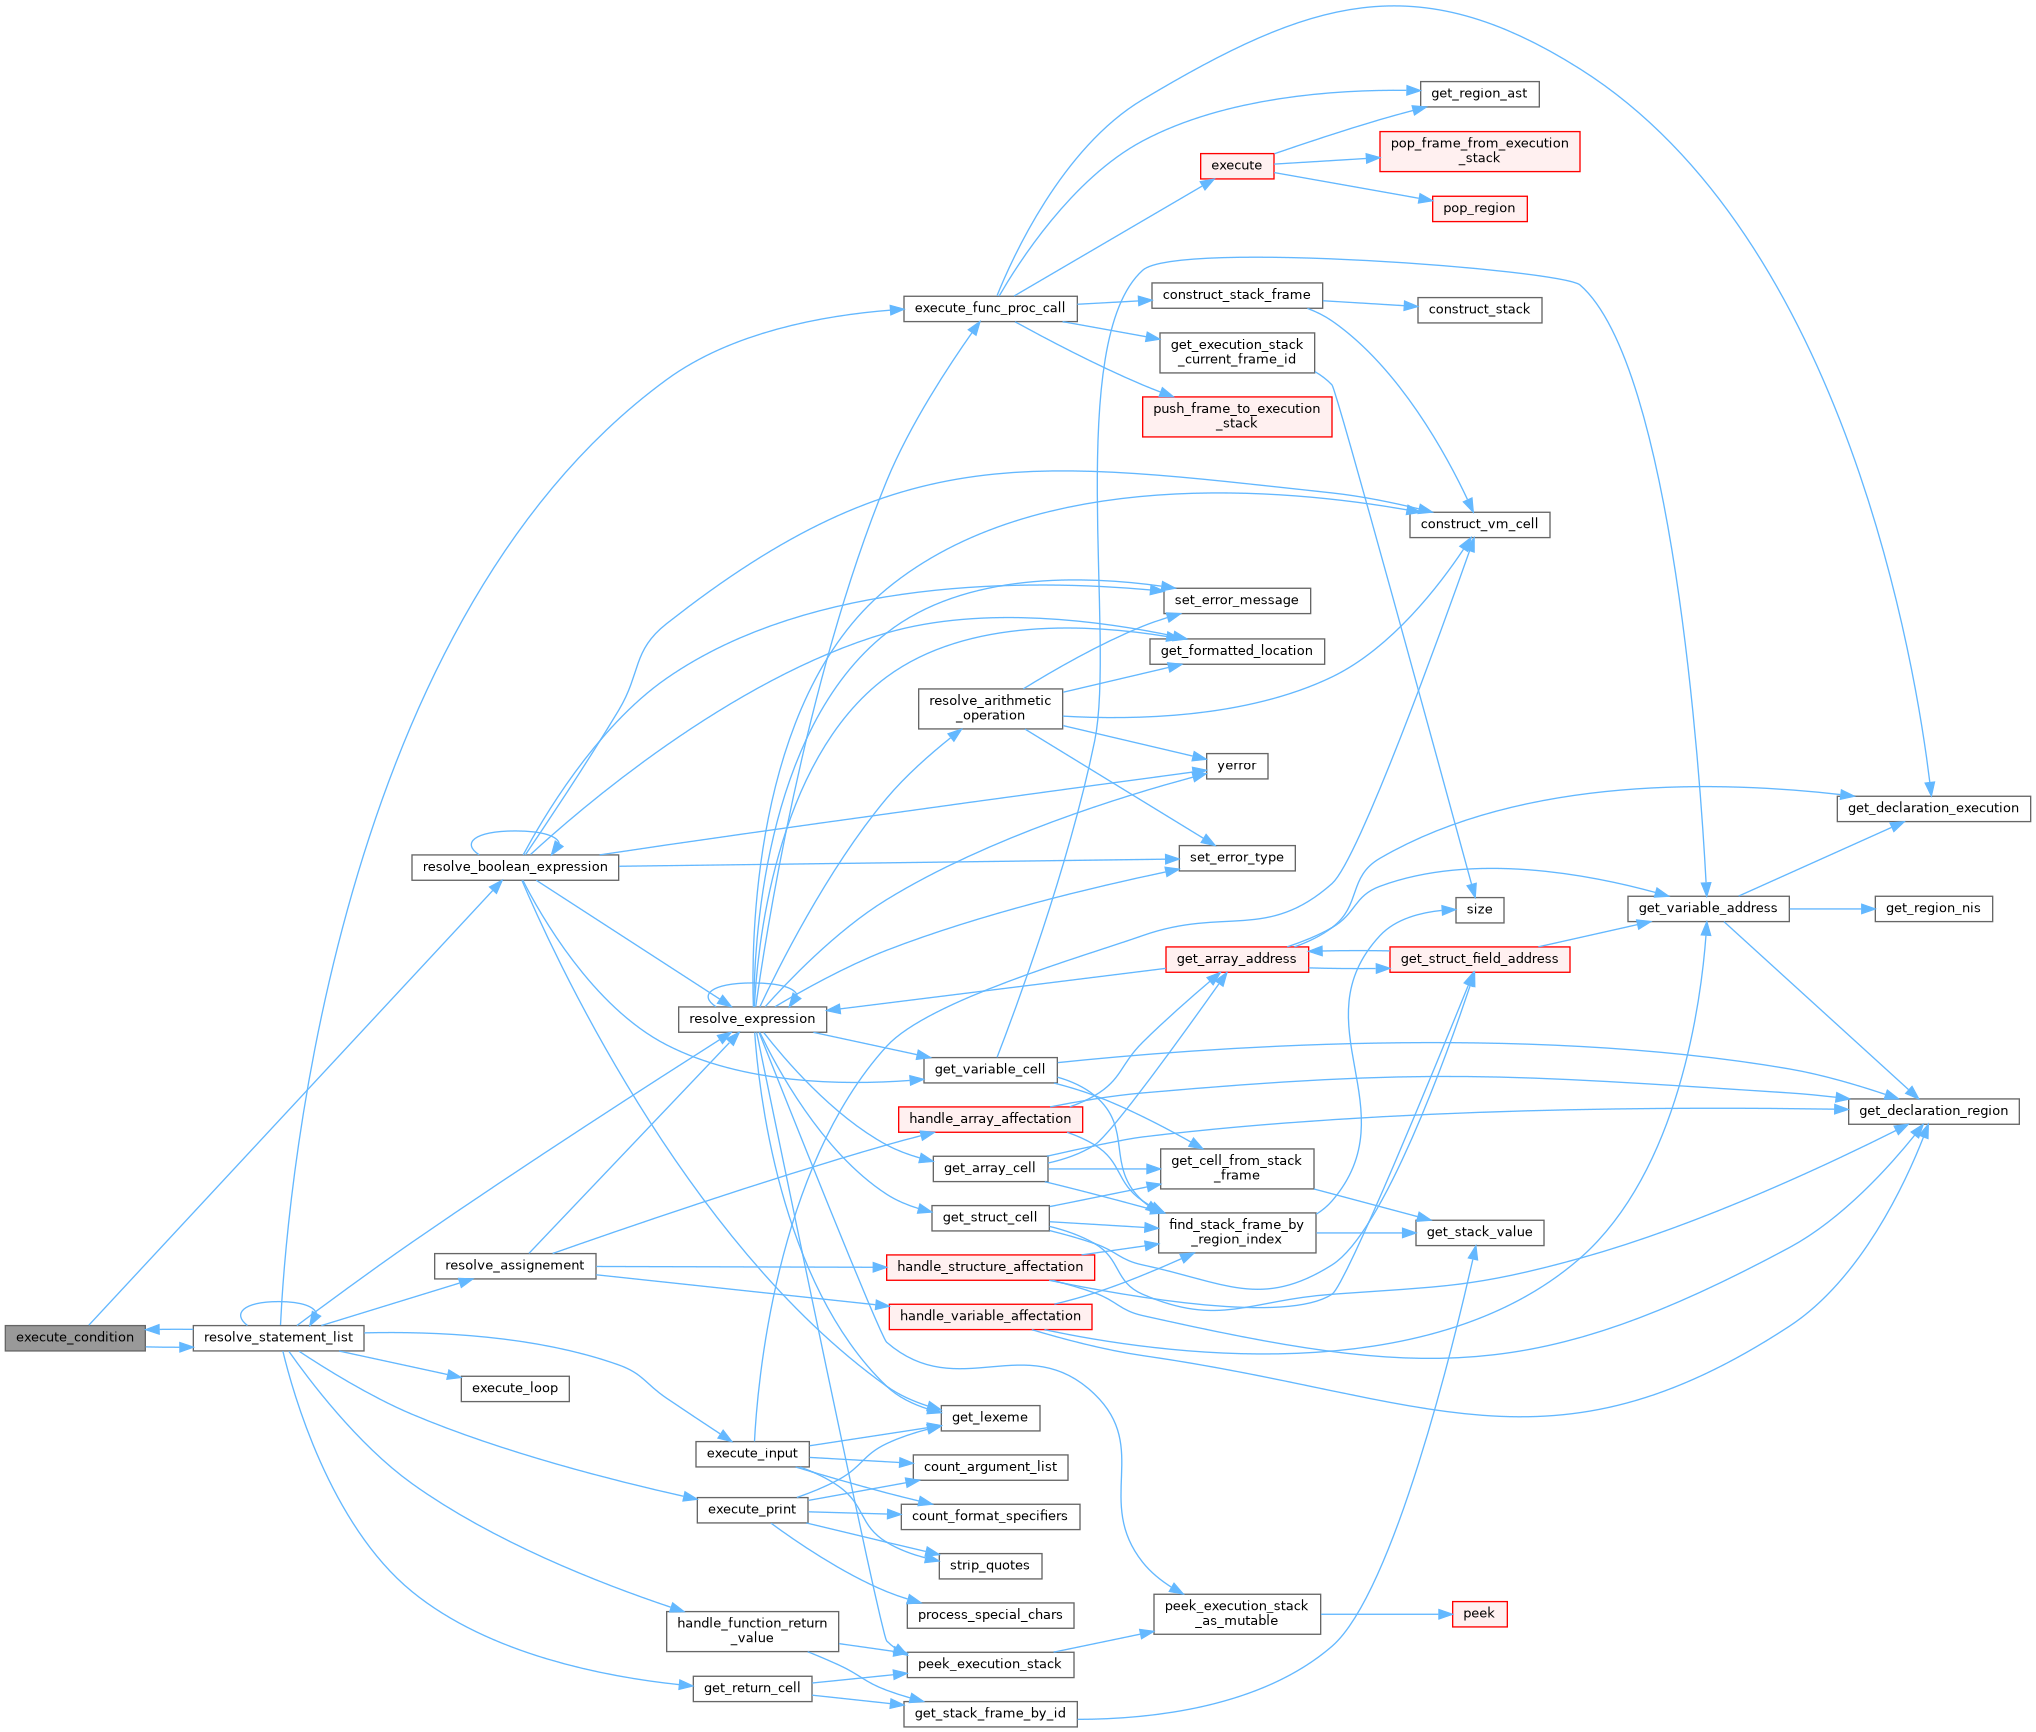 get_region_ast
pop_frame_from_execution
_stack
execute
pop_region
construct_stack_frame
execute_func_proc_call
construct_stack
get_execution_stack
_current_frame_id
push_frame_to_execution
_stack
construct_vm_cell
set_error_message
get_formatted_location
resolve_arithmetic
_operation
yerror
get_declaration_execution
set_error_type
resolve_boolean_expression
size
get_variable_address
get_region_nis
get_array_address
get_struct_field_address
resolve_expression
get_variable_cell
handle_array_affectation
get_declaration_region
get_array_cell
get_cell_from_stack
_frame
get_struct_cell
find_stack_frame_by
_region_index
get_stack_value
resolve_assignement
handle_structure_affectation
handle_variable_affectation
execute_condition
resolve_statement_list
execute_loop
get_lexeme
execute_input
count_argument_list
execute_print
count_format_specifiers
strip_quotes
process_special_chars
peek_execution_stack
_as_mutable
peek
handle_function_return
_value
peek_execution_stack
get_return_cell
get_stack_frame_by_id